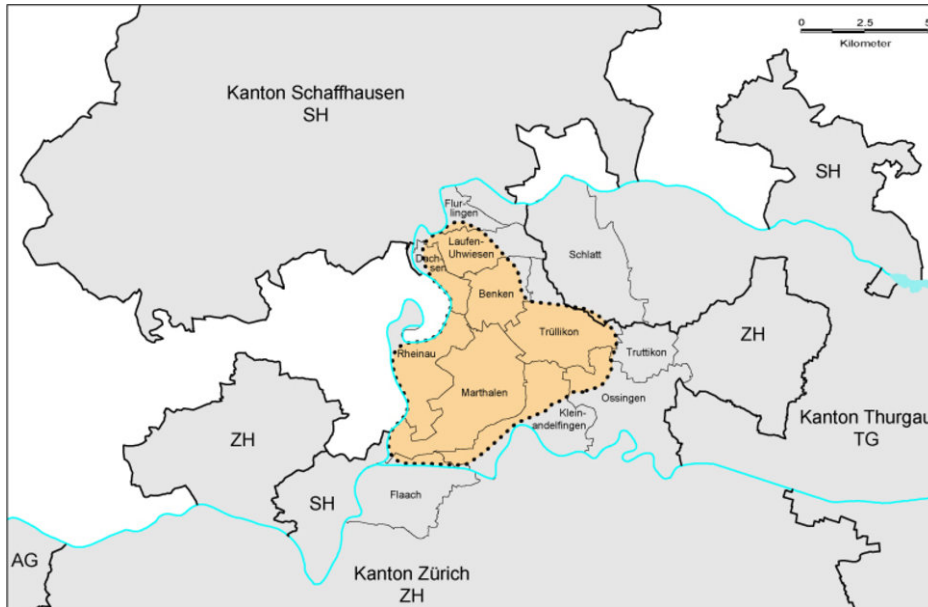 0 2.5 5
Kilometer
Kanton Schaffhausen
SH
SH
Flur-
lingen
Laufen-
Uhwiesen
Dach-
sen
Schlatt
Benken
Trüllikon
ZH
Rheinau
Truttikon
Marthalen
Ossingen
Klein-
andelfingen
Kanton Thurgau
TG
ZH
SH
Flaach
AG
Kanton Zürich
ZH